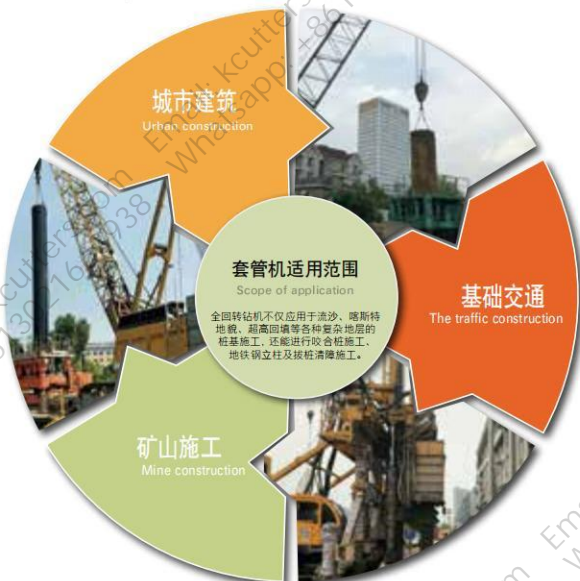 城市建筑
Urban construction
套管机适用范围
Scope of application
全回转钻机不仅应用于流沙、喀斯特
地貌、超高回填等各种复杂地层的
桩基施工，还能进行咬合桩施工、
地铁钢立柱及拔桩清障施工。
基础交通
The traffic construction
矿山施工
Mine construction